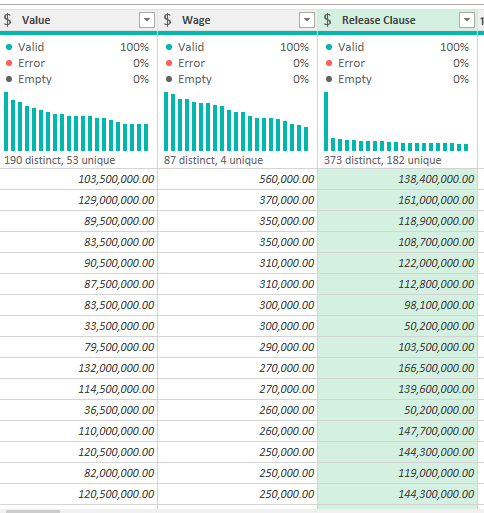 $ Value $ Wage $ Release Clause 1
Valid 100% Valid 100% Valid 100%
Error 0% Error 0% Error 0%
Empty 0% Empty 0% Empty 0%
190 distinct, 53 unique 87 distinct, 4 unique 373 distinct, 182 unique
103,500,000.00 560,000.00 138,400,000.00
129,000,000.00 370,000.00 161,000,000.00
89,500,000.00 350,000.00 118,900,000.00
83,500,000.00 350,000.00 108,700,000.00
90,500,000.00 310,000.00 122,000,000.00
87,500,000.00 310,000.00 112,800,000.00
83,500,000.00 300,000.00 98,100,000.00
33,500,000.00 300,000.00 50,200,000.00
79,500,000.00 290,000.00 103,500,000.00
132,000,000.00 270,000.00 166,500,000.00
114,500,000.00 270,000.00 139,600,000.00
36,500,000.00 260,000.00 50,200,000.00
110,000,000.00 260,000.00 147,700,000.00
120,500,000.00 250,000.00 144,300,000.00
82,000,000.00 250,000.00 119,000,000.00
120,500,000.00 250,000.00 144,300,000.00